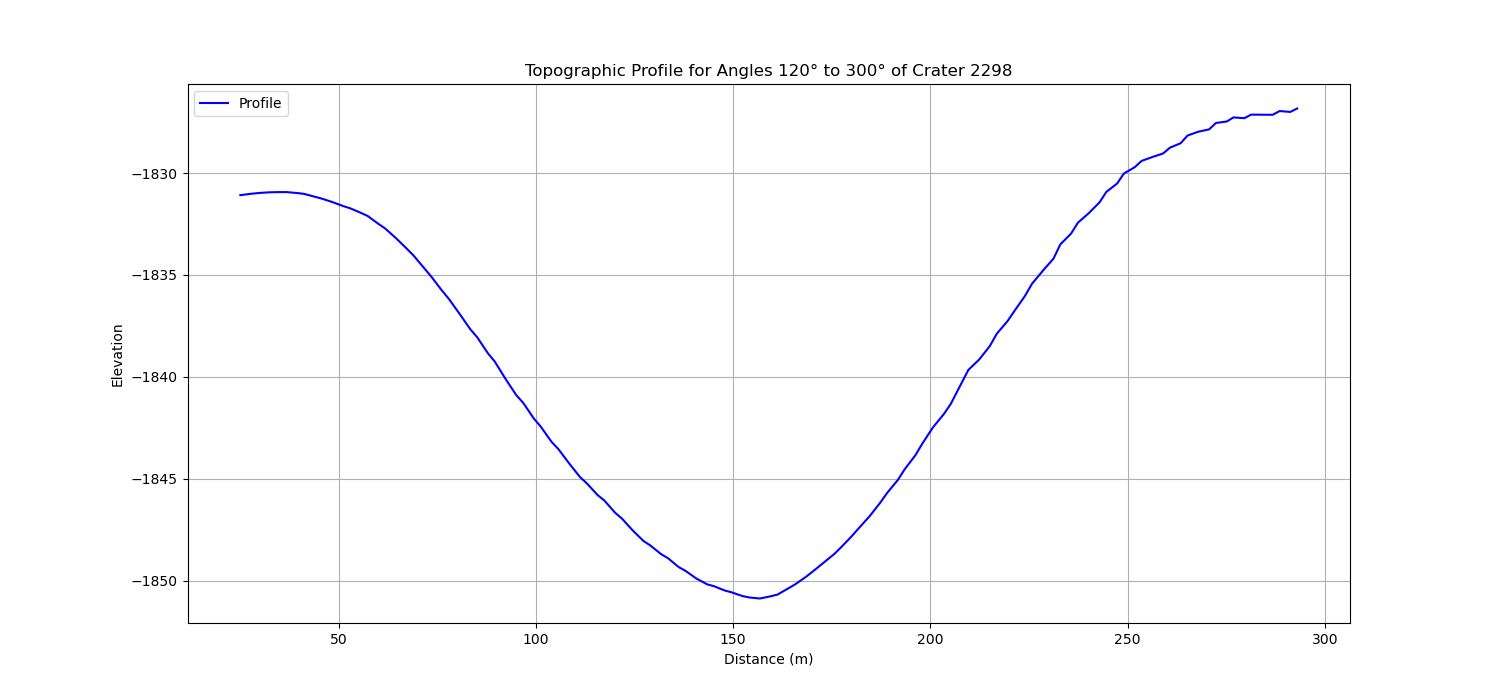 Topographic Profile for Angles 120° to 300° of Crater 2298
Profile
−1830
−1835
−1840
−1845
−1850
Elevation
50 100 150 200 250 300
Distance (m)